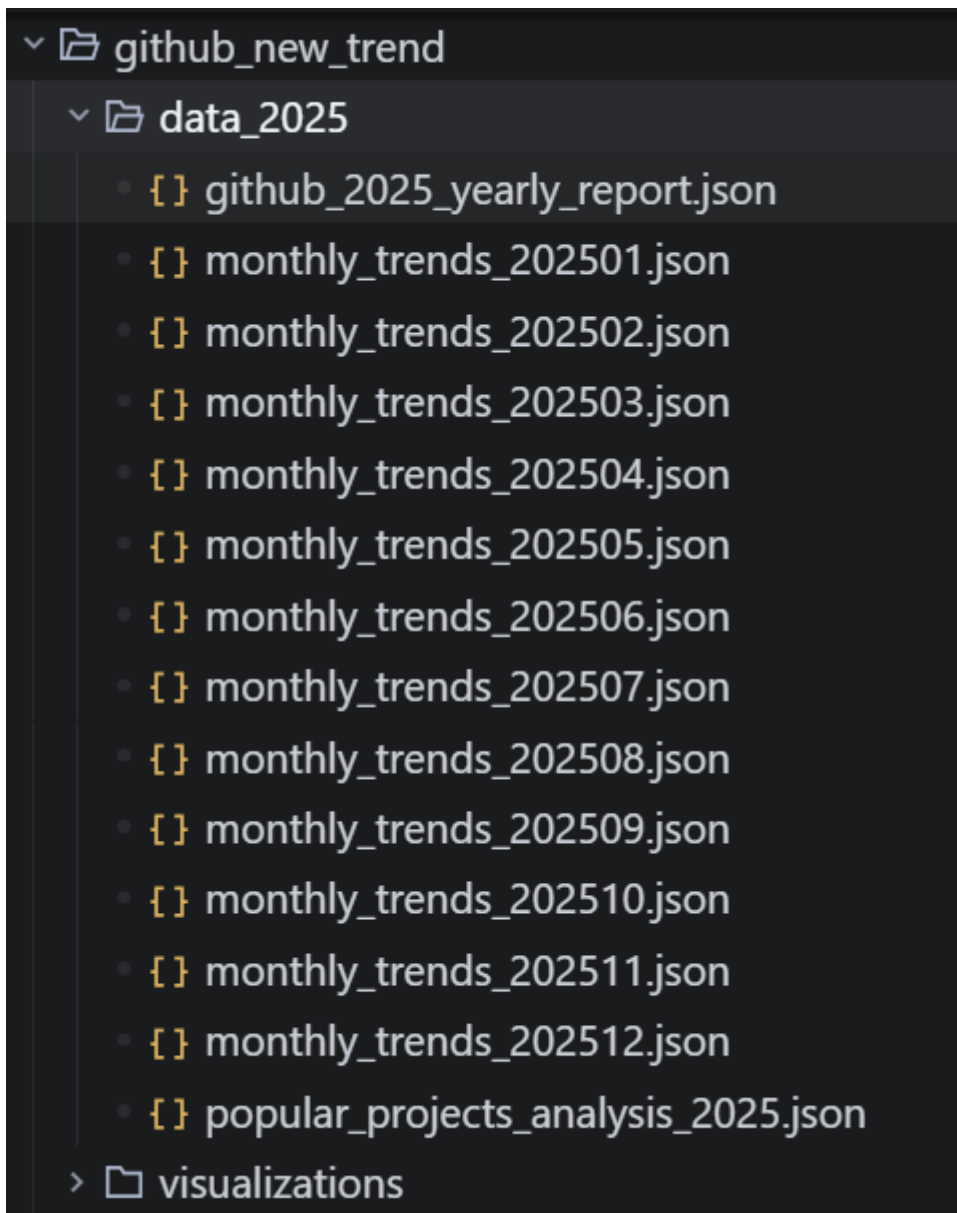 github_new_trend
data_2025
{} github_2025_yearly_report.json
{} monthly_trends_202501.json
{} monthly_trends_202502.json
{} monthly_trends_202503.json
{} monthly_trends_202504.json
{} monthly_trends_202505.json
{} monthly_trends_202506.json
{} monthly_trends_202507.json
{} monthly_trends_202508.json
{} monthly_trends_202509.json
{} monthly_trends_202510.json
{} monthly_trends_202511.json
{} monthly_trends_202512.json
{} popular_projects_analysis_2025.json
visualizations